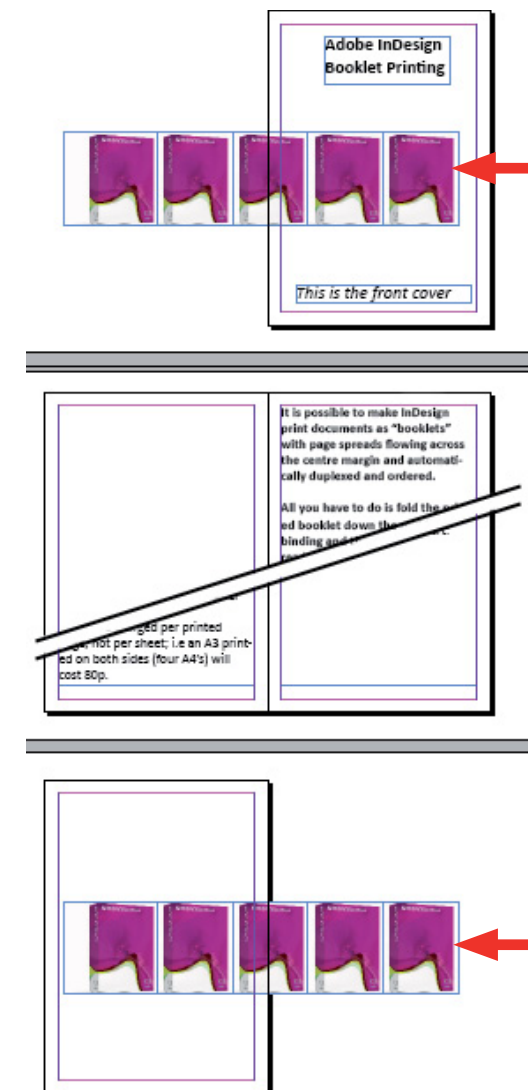 Adobe InDesign
Booklet Printing
This is the front cover
It is possible to make InDesign
print documents as “booklets”
with page spreads flowing across
the centre margin and automati-
cally duplexed and ordered.
All you have to do is fold the
ed booklet down the
binding and
ged per printed
not per sheet; i.e an A3 print-
ed on both sides (four A4's) will
cost 80p.